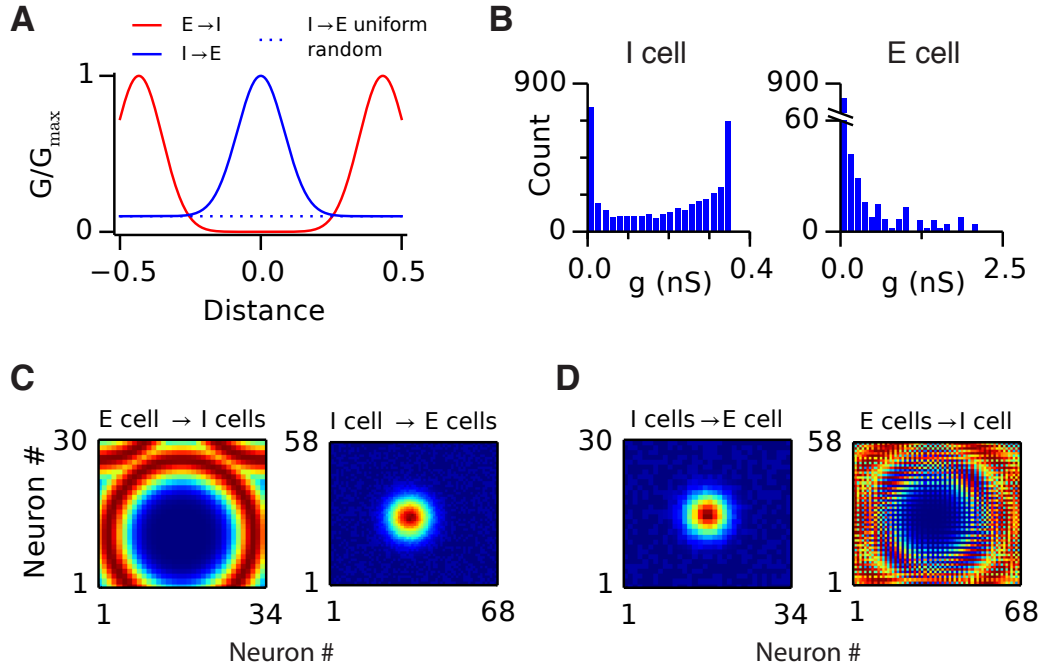 A
E→I
I→E
I→E uniform
random
1
0
G/Gmax
−0.5
0.0
0.5
Distance
B
I cell
E cell
900
0
Count
0.0
0.4
g (nS)
900
60
60
0
0.0
2.5
g (nS)
C
E cell → I cells
I cell → E cells
30
1
Neuron #
1
34
58
1
1
68
Neuron #
D
I cells→E cell
E cells→I cell
30
1
1
34
58
1
1
68
Neuron #